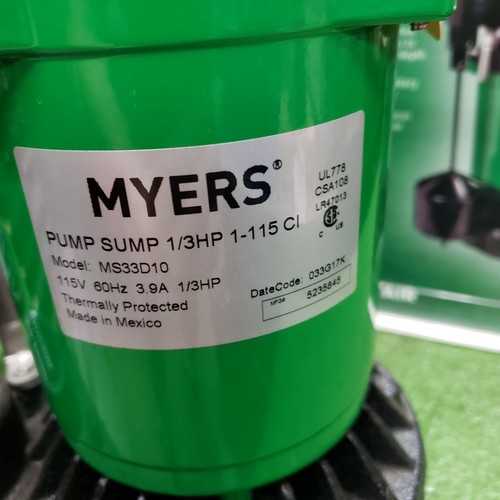 MYERS®
UL778
CSA108
LR47013
C US
PUMP SUMP 1/3HP 1-115 CI
Model: MS33D10
115V 60Hz 3.9A 1/3HP
Thermally Protected
Made in Mexico
DateCode: 033G17K
MFG# 5235845